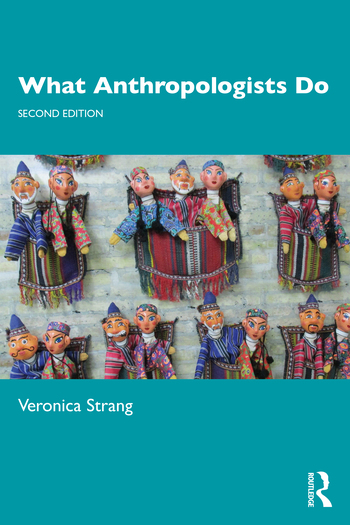 What Anthropologists Do
SECOND EDITION
Veronica Strang
ROUTLEDGE